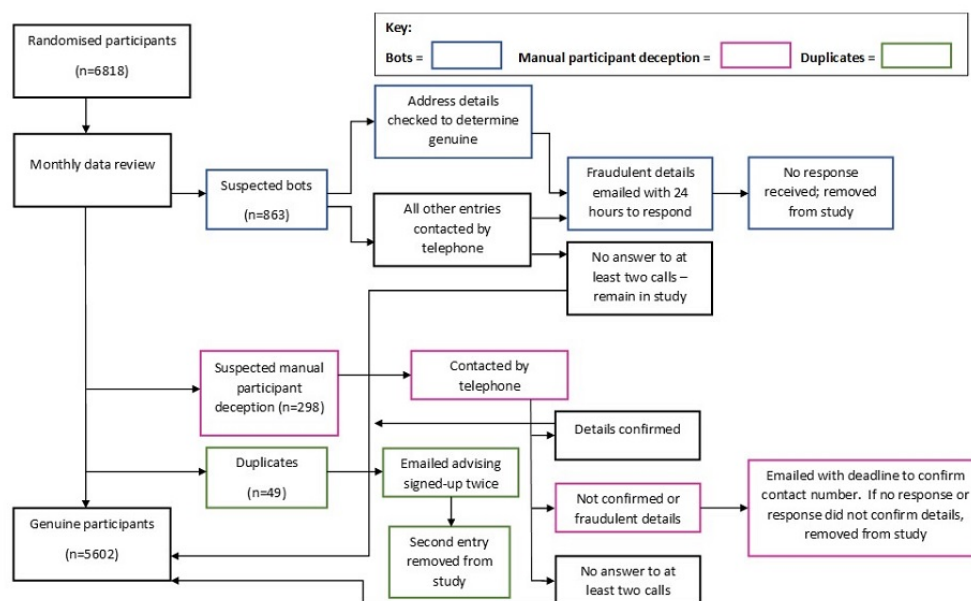 Key:
Bots =
Manual participant deception =
Duplicates =
Randomised participants
(n=6818)
Monthly data review
Suspected bots
(n=863)
Address details
checked to determine
genuine
All other entries
contacted by
telephone
Fraudulent details
emailed with 24
hours to respond
No response
received; removed
from study
No answer to at
least two calls –
remain in study
Suspected manual
participant
deception (n=298)
Contacted by
telephone
Details confirmed
Duplicates
(n=49)
Emailed advising
signed-up twice
Not confirmed or
fraudulent details
Emailed with deadline to confirm
contact number. If no response or
response did not confirm details,
removed from study
Genuine participants
(n=5602)
Second entry
removed from
study
No answer to at
least two calls